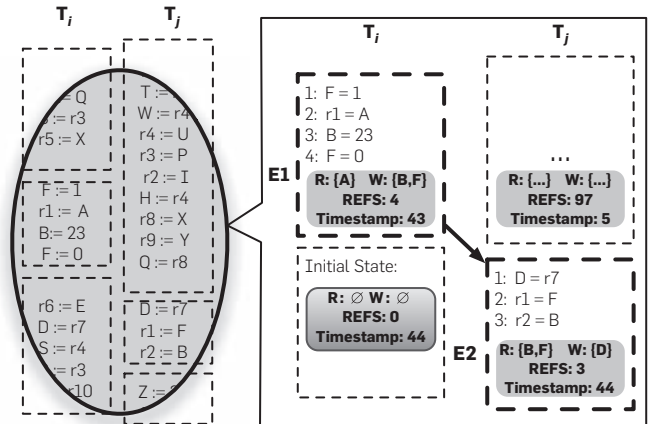 Ti
Tj
:= Q
:= r3
r5 := X
F := 1
r1 := A
B:= 23
F := 0
r6 := E
D := r7
S := r4
:= r3
r10
T :=
W := r4
r4 := U
r3 := P
r2 := I
H := r4
r8 := X
r9 := Y
Q := r8
D := r7
r1 := F
r2 := B
Z :=
Ti
Tj
1: F = 1
2: r1 = A
3: B = 23
4: F = 0
E1
R: {A} W: {B,F}
REFS: 4
Timestamp: 43
...
R: {...} W: {...}
REFS: 97
Timestamp: 5
Initial State:
R: ∅ W: ∅
REFS: 0
Timestamp: 44
1: D = r7
2: r1 = F
3: r2 = B
E2
R: {B,F} W: {D}
REFS: 3
Timestamp: 44